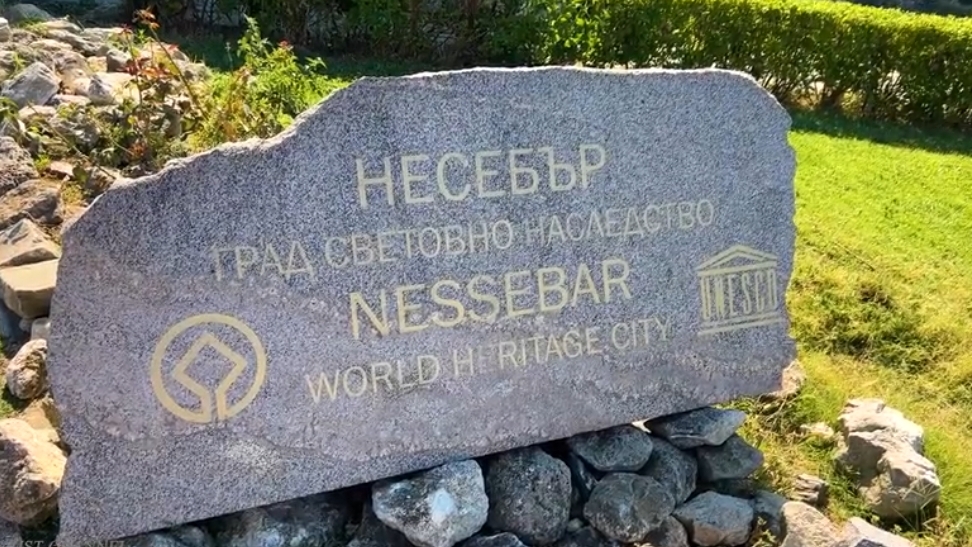 НЕСЕБЪР
ГРАД СВЕТОВНО НАСЛЕДСТВО
NESSEBAR
WORLD HERITAGE CITY
UNESCO